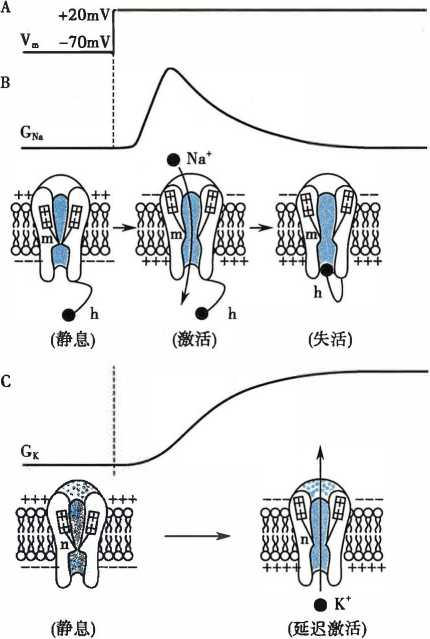 A
+20mV
Vm −70mV
B
GNa
++ ++
Na+
m m m
h h h
(静息) (激活) (失活)
C
GK
+++ ++
n n
K+
(静息) (延迟激活)